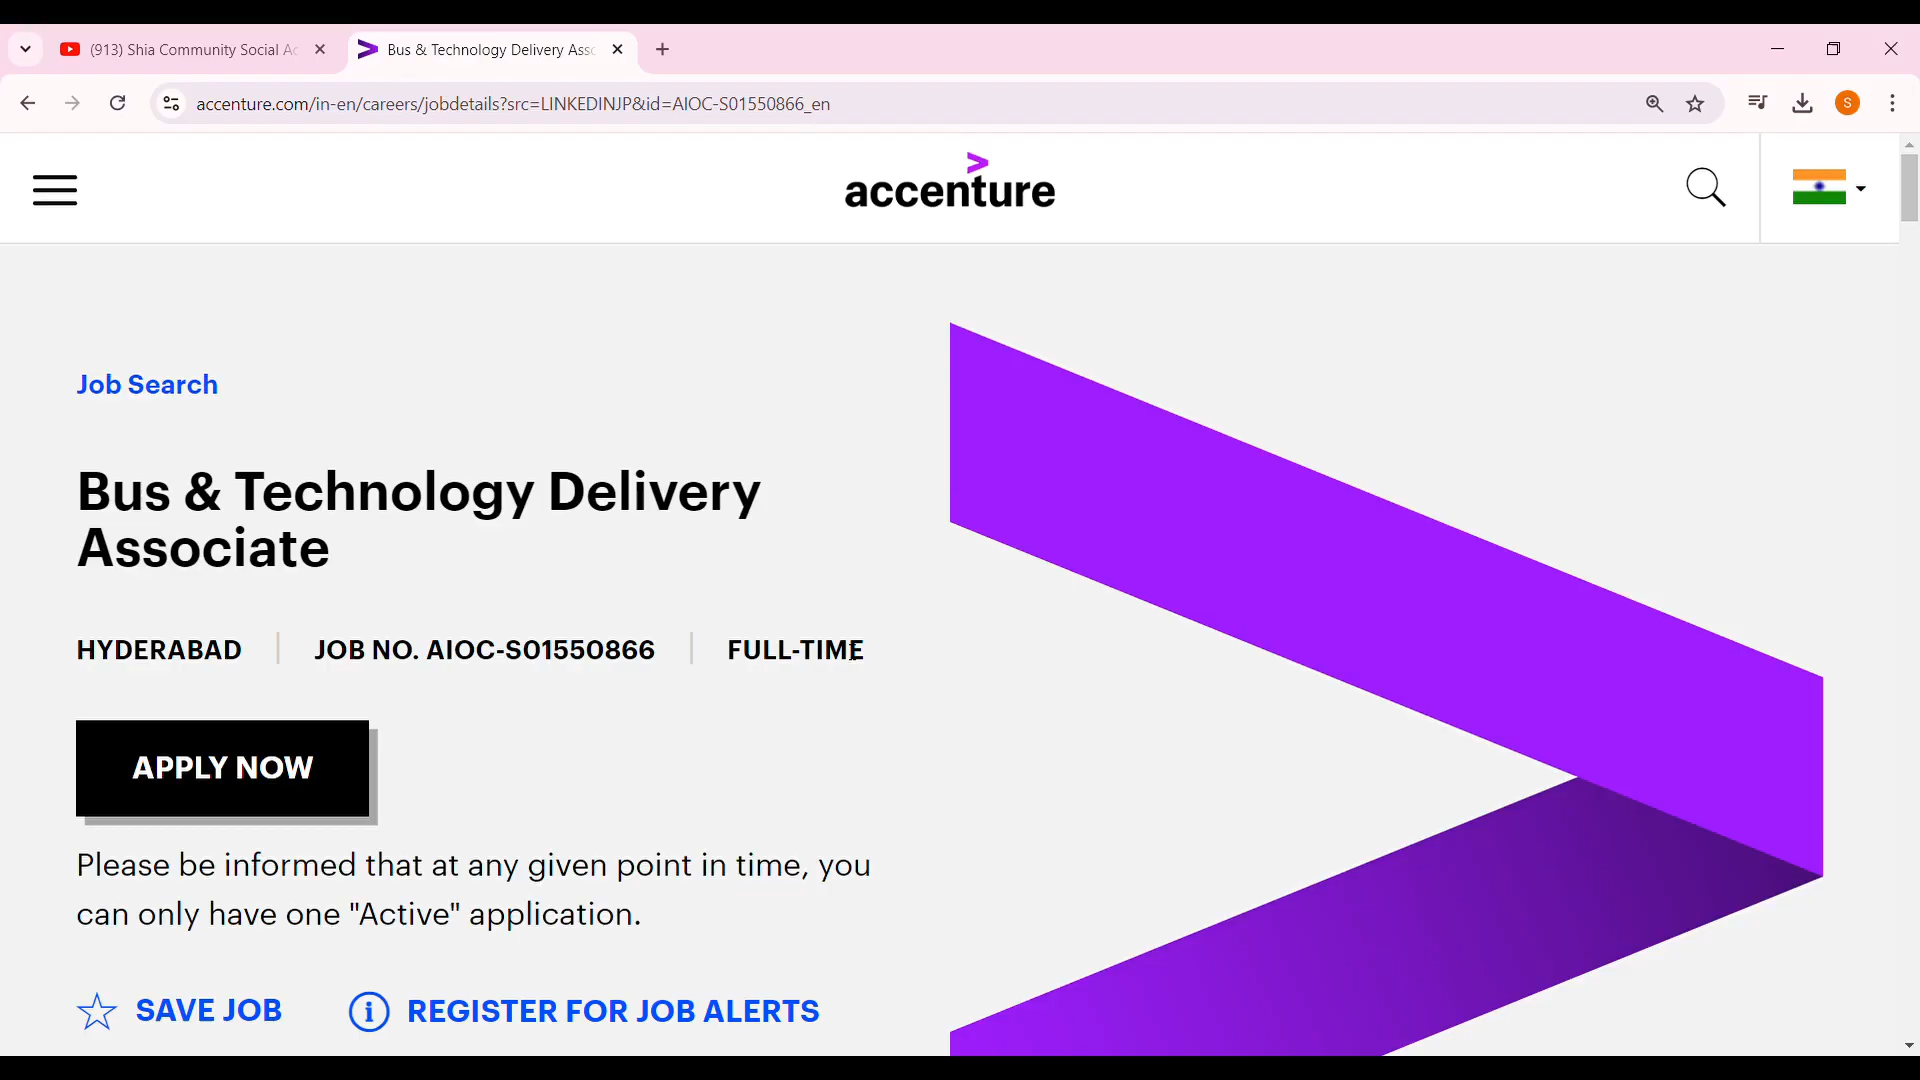 (913) Shia Community Social Ac
Bus & Technology Delivery Asso
accenture.com/in-en/careers/jobdetails?src=LINKEDINJP&id=AIOC-S01550866_en
S
accenture
Job Search
Bus & Technology Delivery
Associate
HYDERABAD
JOB NO. AIOC-S01550866
FULL-TIME
APPLY NOW
Please be informed that at any given point in time, you
can only have one "Active" application.
SAVE JOB
REGISTER FOR JOB ALERTS